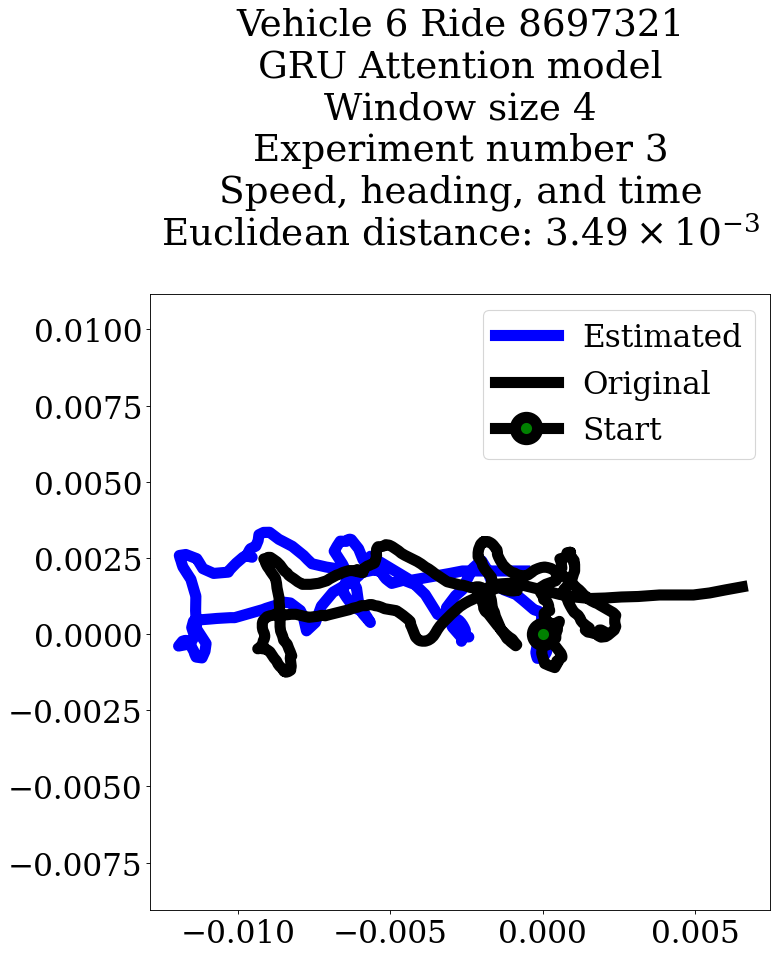 Vehicle 6 Ride 8697321
GRU Attention model
Window size 4
Experiment number 3
Speed, heading, and time
Euclidean distance: 3.49 × 10⁻³
Estimated
Original
Start
0.0100
0.0075
0.0050
0.0025
0.0000
−0.0025
−0.0050
−0.0075
−0.010 −0.005 0.000 0.005